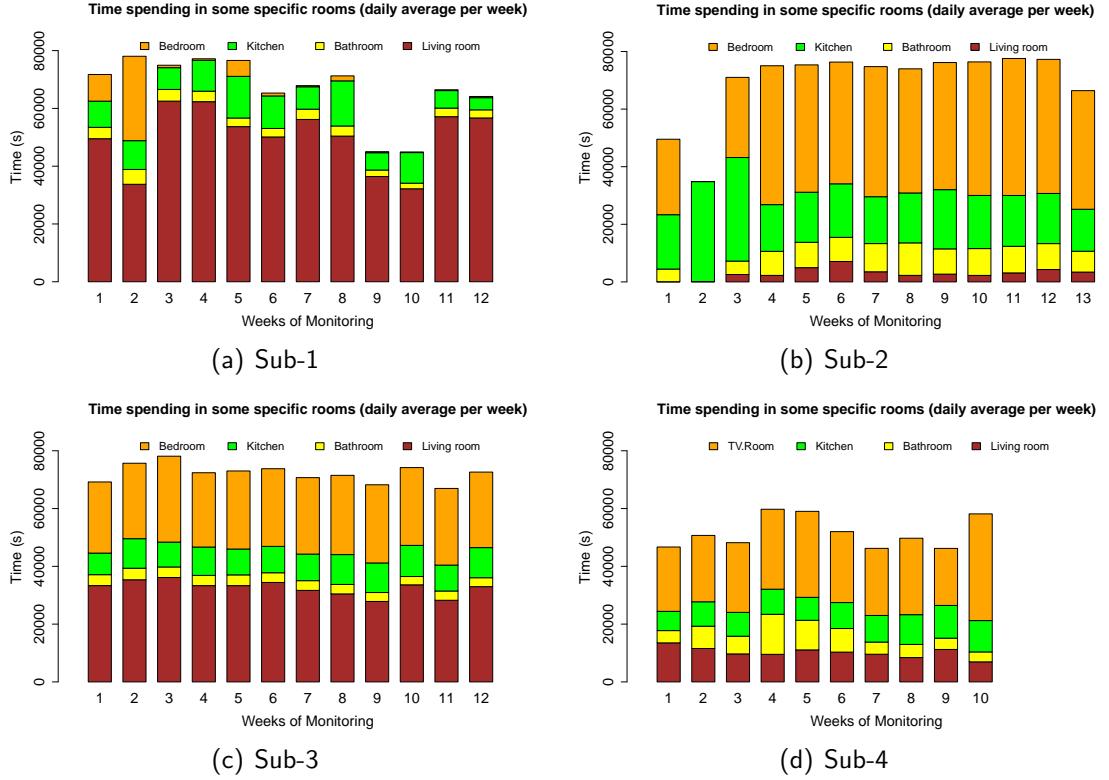 Time spending in some specific rooms (daily average per week)
Bedroom Kitchen Bathroom Living room
Time (s)
0 20000 40000 60000 80000
1 2 3 4 5 6 7 8 9 10 11 12
Weeks of Monitoring
(a) Sub-1
Time spending in some specific rooms (daily average per week)
Bedroom Kitchen Bathroom Living room
Time (s)
0 20000 40000 60000 80000
1 2 3 4 5 6 7 8 9 10 11 12 13
Weeks of Monitoring
(b) Sub-2
Time spending in some specific rooms (daily average per week)
Bedroom Kitchen Bathroom Living room
Time (s)
0 20000 40000 60000 80000
1 2 3 4 5 6 7 8 9 10 11 12
Weeks of Monitoring
(c) Sub-3
Time spending in some specific rooms (daily average per week)
TV.Room Kitchen Bathroom Living room
Time (s)
0 20000 40000 60000 80000
1 2 3 4 5 6 7 8 9 10
Weeks of Monitoring
(d) Sub-4